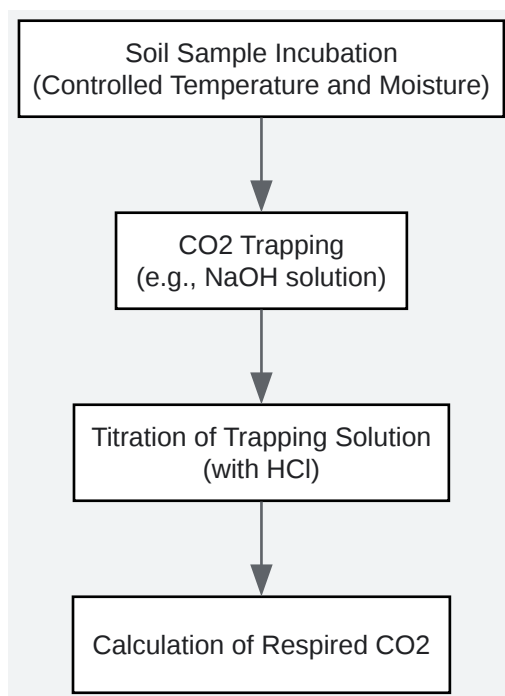 Soil Sample Incubation
(Controlled Temperature and Moisture)
CO2 Trapping
(e.g., NaOH solution)
Titration of Trapping Solution
(with HCl)
Calculation of Respired CO2